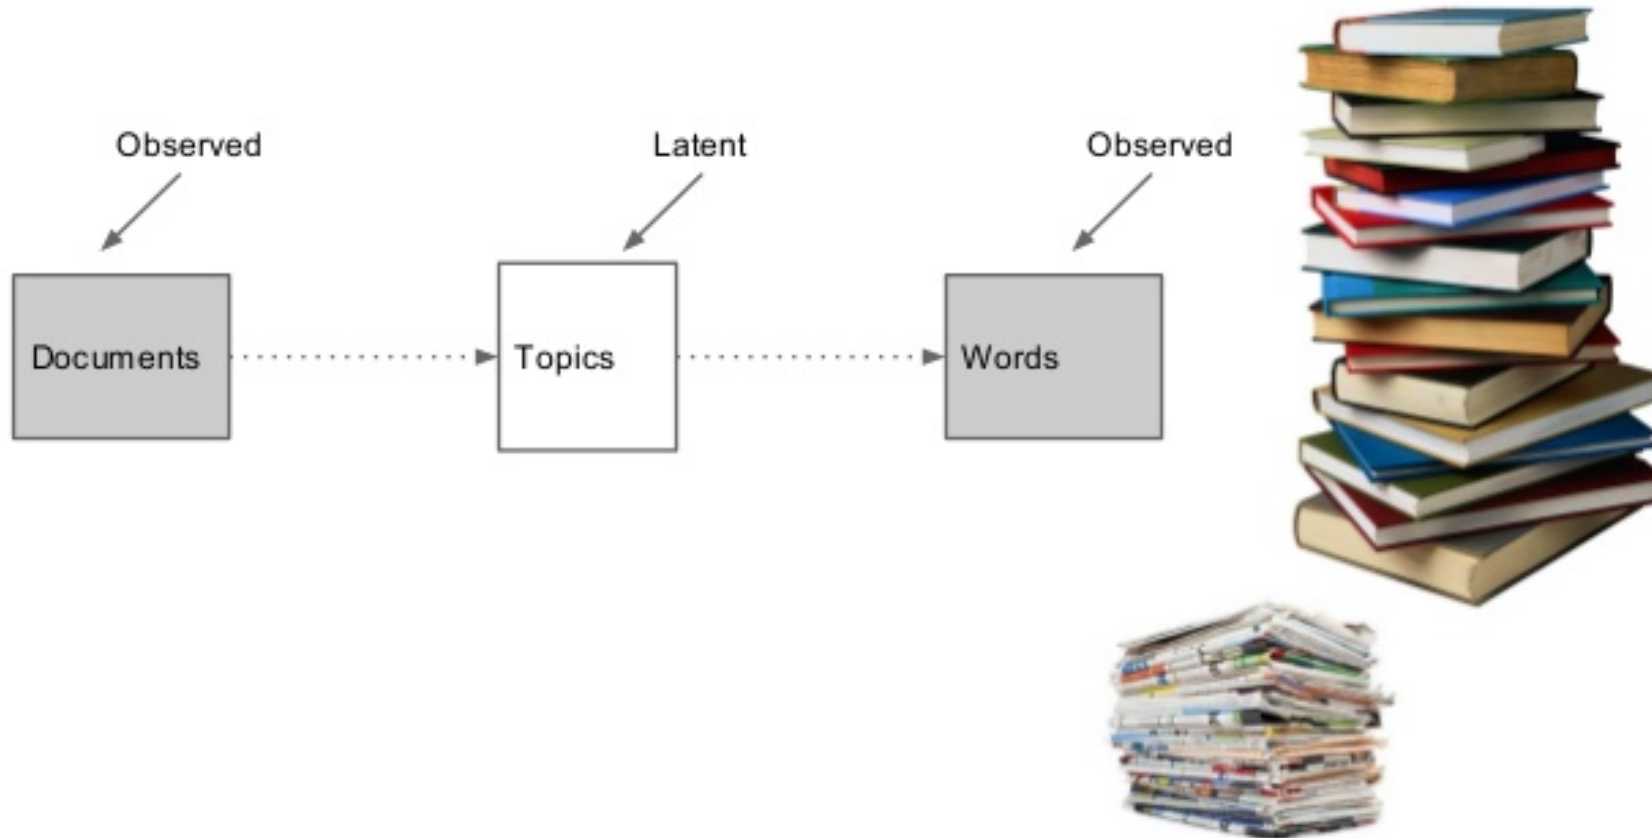 Observed
Latent
Observed
Documents
Topics
Words